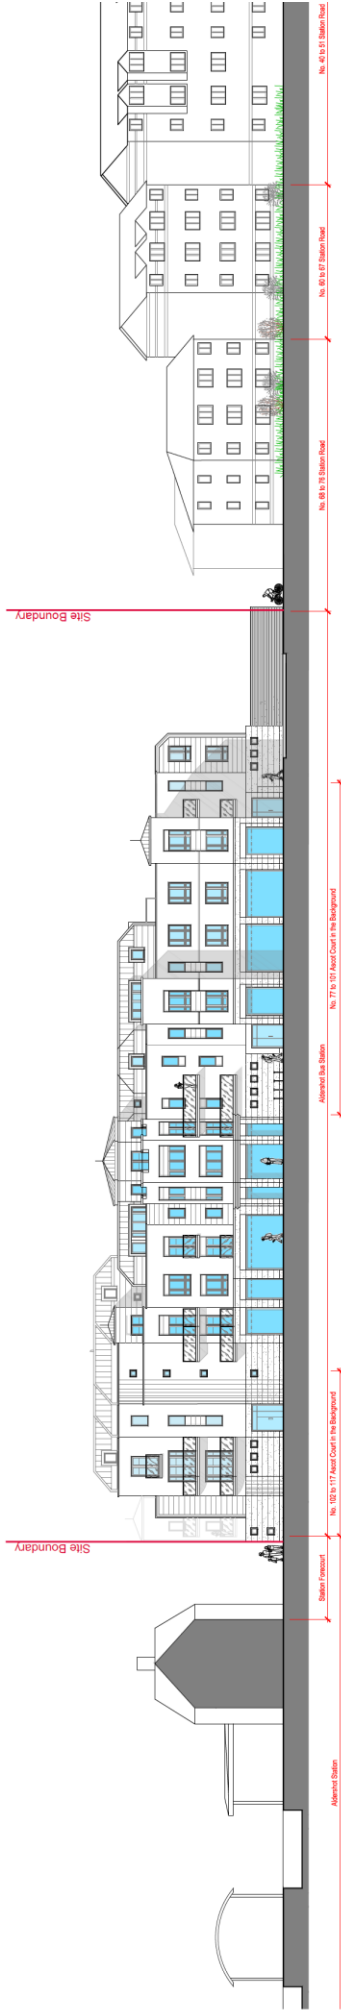 No. 40 to 51 Station Road
No. 60 to 67 Station Road
No. 68 to 76 Station Road
Site Boundary
No. 77 to 101 Ascot Court in the Background
Aldershot Bus Station
No. 102 to 117 Ascot Court in the Background
Site Boundary
Station Forecourt
Aldershot Station